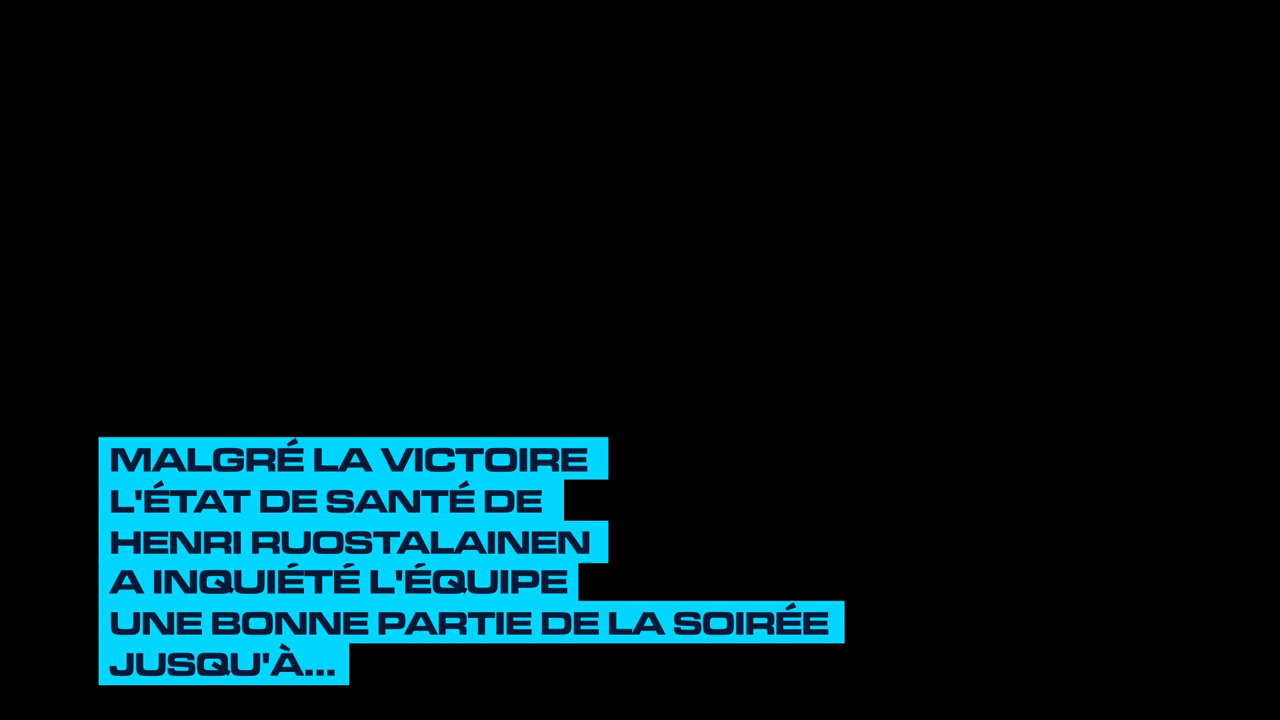 MALGRÉ LA VICTOIRE
L'ÉTAT DE SANTÉ DE
HENRI RUOSTALAINEN
A INQUIÉTÉ L'ÉQUIPE
UNE BONNE PARTIE DE LA SOIRÉE
JUSQU'À...